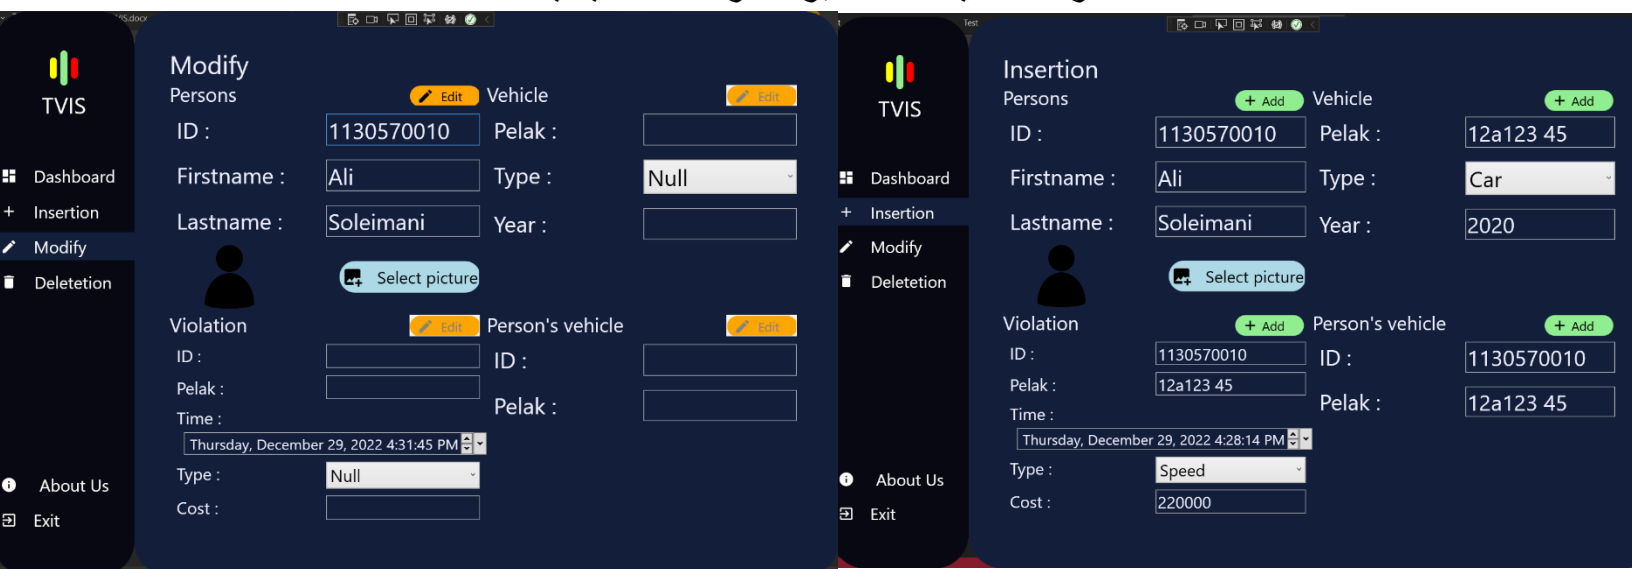 TVIS
Dashboard
Insertion
Modify
Deletetion
About Us
Exit
Modify
Persons
Edit
ID :
1130570010
Firstname :
Ali
Lastname :
Soleimani
Select picture
Vehicle
Edit
Pelak :
Type :
Null
Year :
Violation
Edit
ID :
Pelak :
Time :
Thursday, December 29, 2022 4:31:45 PM
Type :
Null
Cost :
Person's vehicle
Edit
ID :
Pelak :
Test
TVIS
Dashboard
Insertion
Modify
Deletetion
About Us
Exit
Insertion
Persons
+ Add
ID :
1130570010
Firstname :
Ali
Lastname :
Soleimani
Select picture
Vehicle
+ Add
Pelak :
12a123 45
Type :
Car
Year :
2020
Violation
+ Add
ID :
1130570010
Pelak :
12a123 45
Time :
Thursday, December 29, 2022 4:28:14 PM
Type :
Speed
Cost :
220000
Person's vehicle
+ Add
ID :
1130570010
Pelak :
12a123 45